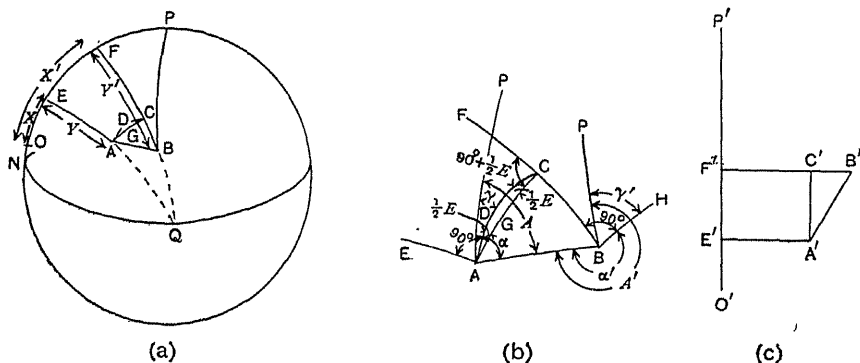 P
F
X'
E
Y'
X
D
C
Y
G
O
A
B
N
Q
(a)
P
F
P
C
90°+½E
γ'
H
½E
½E
γ
D
A
G
90°
90°
α
E
A
B
α'
A'
(b)
P'
F'
C'
B'
E'
A'
O'
(c)